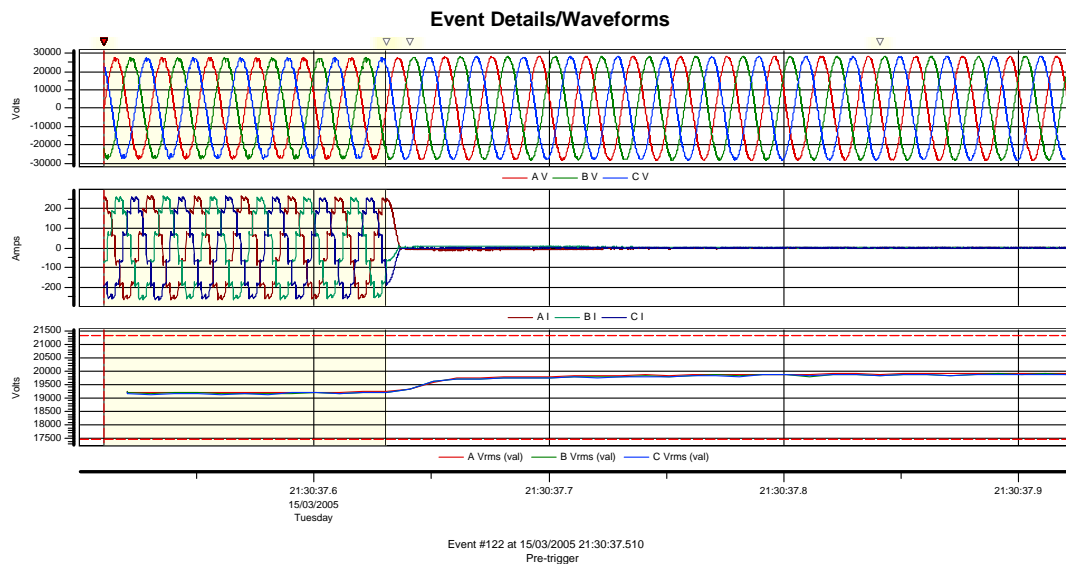 Event Details/Waveforms
30000
20000
10000
0
-10000
-20000
-30000
Volts
A V B V C V
200
100
0
-100
-200
Amps
A I B I C I
21500
21000
20500
20000
19500
19000
18500
18000
17500
Volts
A Vrms (val) B Vrms (val) C Vrms (val)
21:30:37.6 21:30:37.7 21:30:37.8 21:30:37.9
15/03/2005
Tuesday
Event #122 at 15/03/2005 21:30:37.510
Pre-trigger